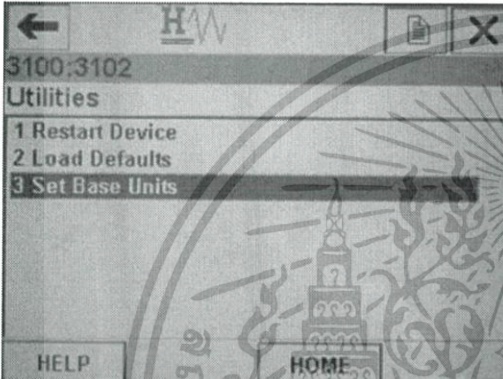 3100:3102
Utilities
1 Restart Device
2 Load Defaults
3 Set Base Units
HELP HOME